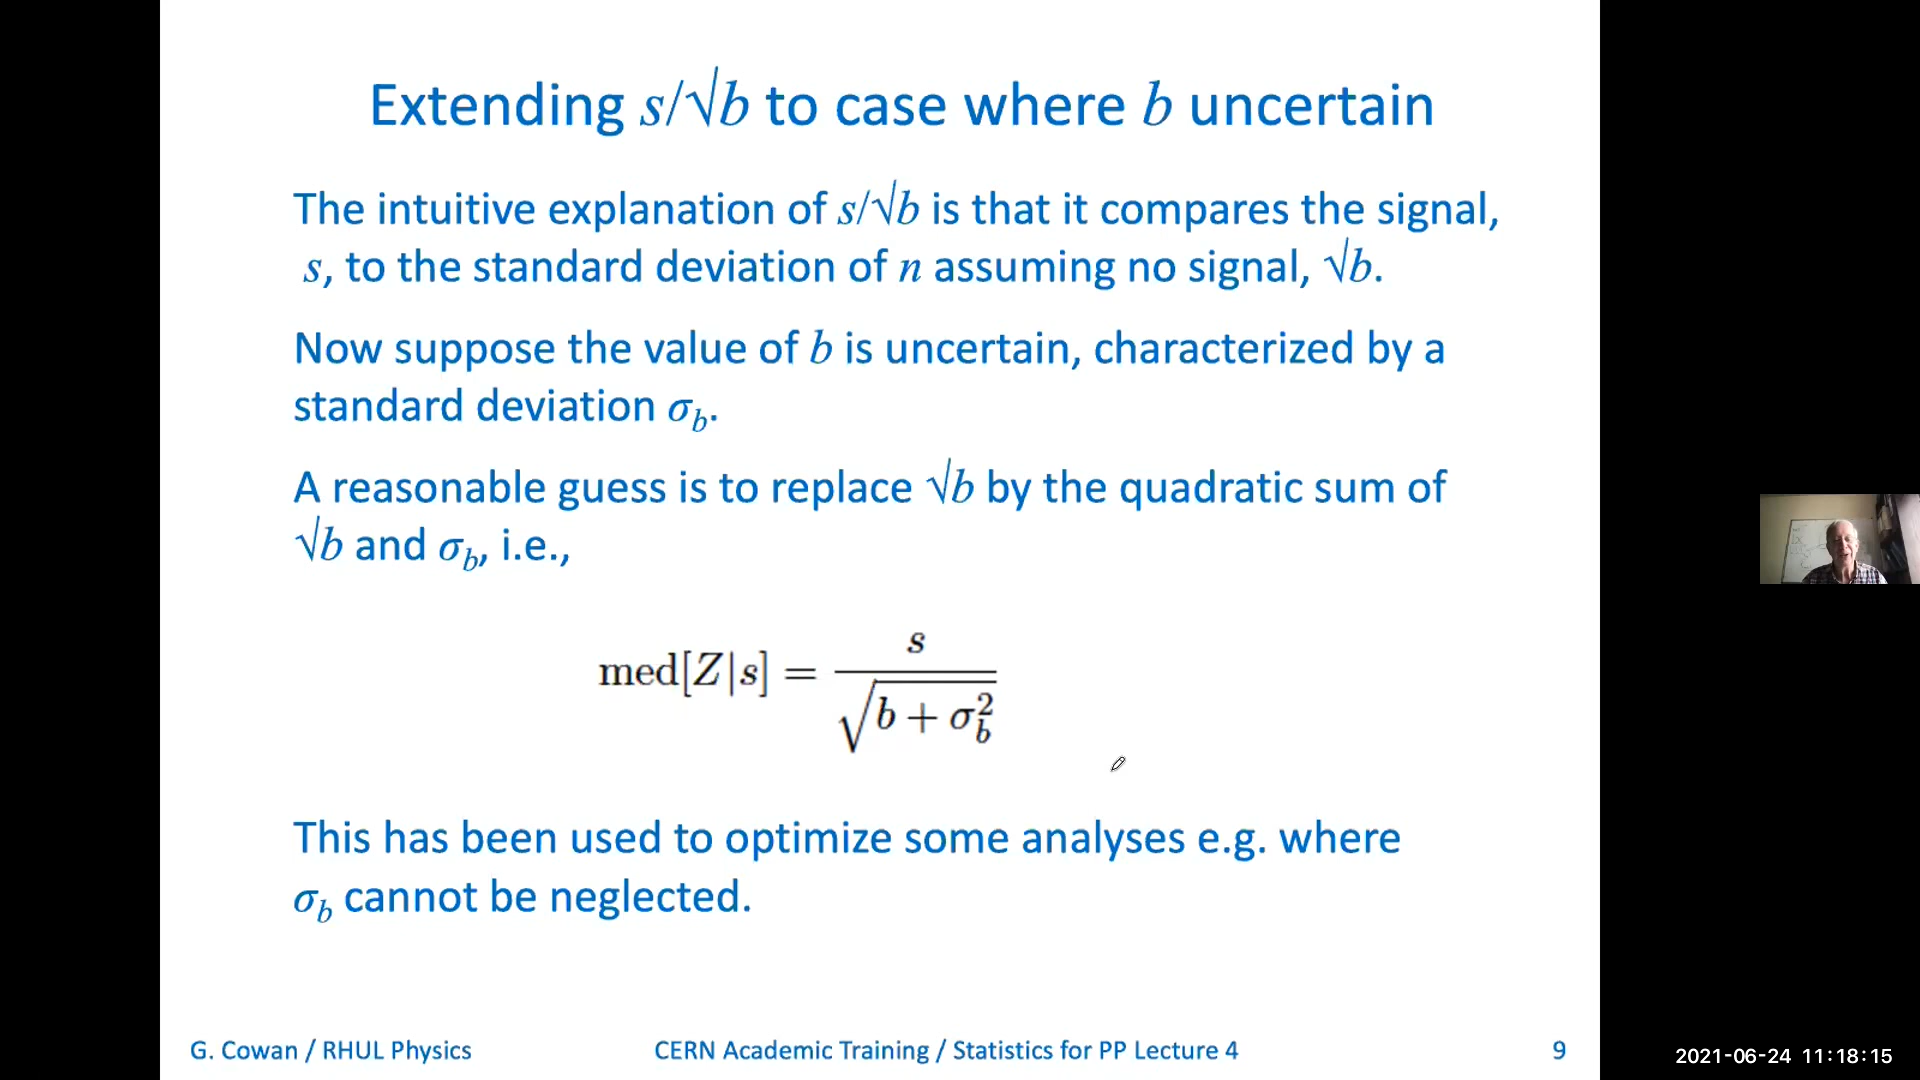 Extending s/√b to case where b uncertain
The intuitive explanation of s/√b is that it compares the signal,
s, to the standard deviation of n assuming no signal, √b.
Now suppose the value of b is uncertain, characterized by a
standard deviation σ_b.
A reasonable guess is to replace √b by the quadratic sum of
√b and σ_b, i.e.,
med[Z|s] = s / √(b + σ_b²)
This has been used to optimize some analyses e.g. where
σ_b cannot be neglected.
G. Cowan / RHUL Physics
CERN Academic Training / Statistics for PP Lecture 4
9
2021-06-24 11:18:15